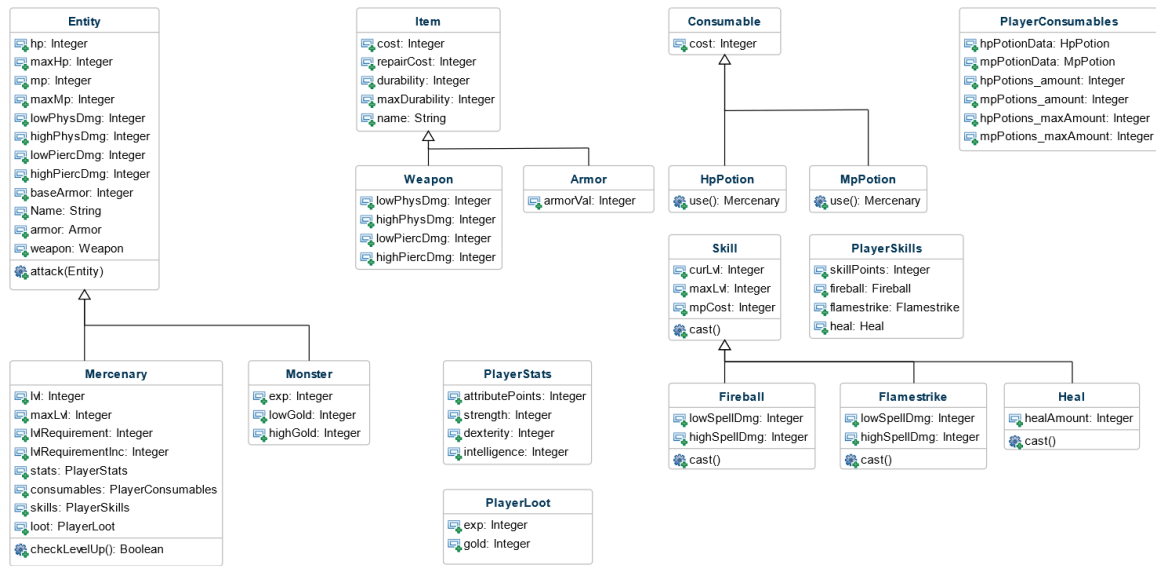 Entity
hp: Integer
maxHp: Integer
mp: Integer
maxMp: Integer
lowPhysDmg: Integer
highPhysDmg: Integer
lowPiercDmg: Integer
highPiercDmg: Integer
baseArmor: Integer
Name: String
armor: Armor
weapon: Weapon
attack(Entity)
Item
cost: Integer
repairCost: Integer
durability: Integer
maxDurability: Integer
name: String
Consumable
cost: Integer
PlayerConsumables
hpPotionData: HpPotion
mpPotionData: MpPotion
hpPotions_amount: Integer
mpPotions_amount: Integer
hpPotions_maxAmount: Integer
mpPotions_maxAmount: Integer
Weapon
lowPhysDmg: Integer
highPhysDmg: Integer
lowPiercDmg: Integer
highPiercDmg: Integer
Armor
armorVal: Integer
HpPotion
use(): Mercenary
MpPotion
use(): Mercenary
Skill
curLvl: Integer
maxLvl: Integer
mpCost: Integer
cast()
PlayerSkills
skillPoints: Integer
fireball: Fireball
flamestrike: Flamestrike
heal: Heal
Mercenary
lvl: Integer
maxLvl: Integer
lvlRequirement: Integer
lvlRequirementInc: Integer
stats: PlayerStats
consumables: PlayerConsumables
skills: PlayerSkills
loot: PlayerLoot
checkLevelUp(): Boolean
Monster
exp: Integer
lowGold: Integer
highGold: Integer
PlayerStats
attributePoints: Integer
strength: Integer
dexterity: Integer
intelligence: Integer
Fireball
lowSpellDmg: Integer
highSpellDmg: Integer
cast()
Flamestrike
lowSpellDmg: Integer
highSpellDmg: Integer
cast()
Heal
healAmount: Integer
cast()
PlayerLoot
exp: Integer
gold: Integer